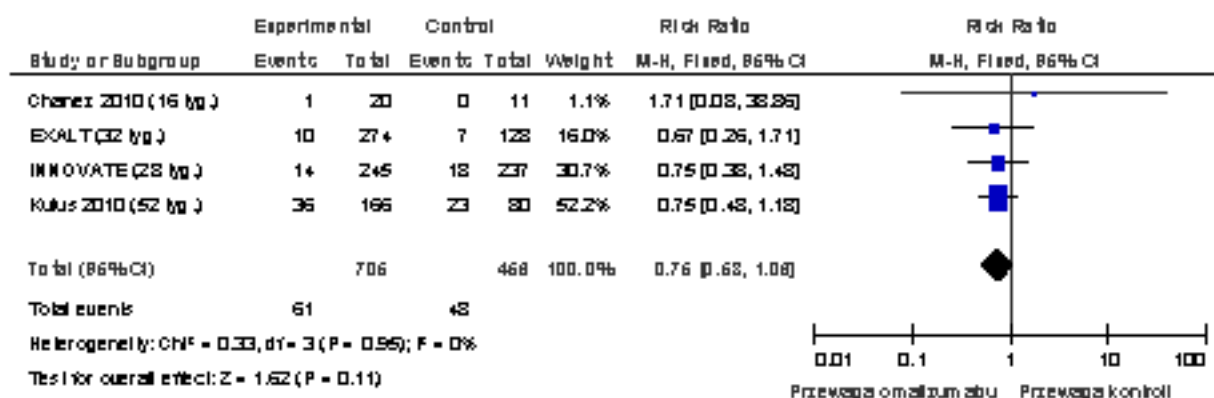 Experimental Control Risk Ratio Risk Ratio
Study or Subgroup Events Total Events Total Weight M-H, Fixed, 95% CI M-H, Fixed, 95% CI
Chanez 2010 (16 tyg.) 1 20 0 11 1.1% 1.71 [0.08, 38.86]
EXALT (32 tyg.) 10 274 7 128 16.0% 0.67 [0.26, 1.71]
INNOVATE (28 tyg.) 14 245 18 237 30.7% 0.75 [0.38, 1.48]
Kulus 2010 (52 tyg.) 36 166 23 80 52.2% 0.75 [0.48, 1.18]
Total (95% CI) 705 456 100.0% 0.75 [0.53, 1.06]
Total events 61 48
Heterogeneity: Chi² = 0.33, df = 3 (P = 0.95); I² = 0%
Test for overall effect: Z = 1.62 (P = 0.11)
0.01 0.1 1 10 100
Przewaga omalizumabu Przewaga kontroli